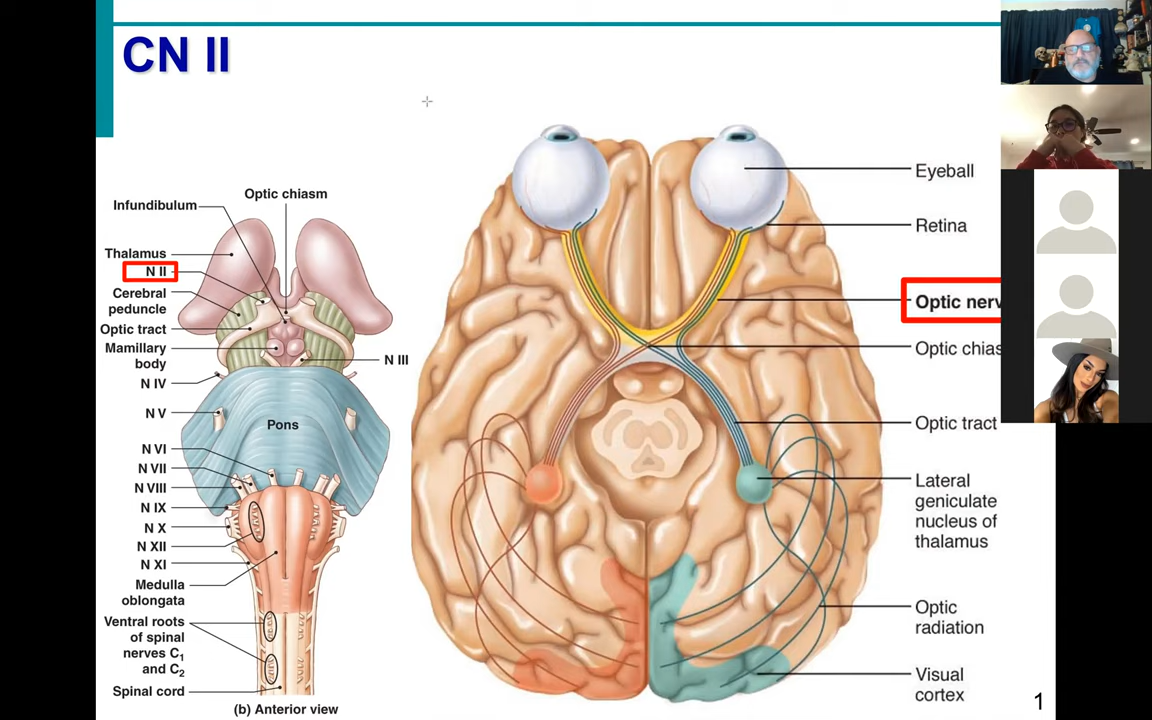 CN II
Optic chiasm
Infundibulum
Thalamus
N II
Cerebral
peduncle
Optic tract
Mamillary
body
N III
N IV
N V
Pons
N VI
N VII
N VIII
N IX
N X
N XII
N XI
Medulla
oblongata
Ventral roots
of spinal
nerves C1
and C2
Spinal cord
(b) Anterior view
Eyeball
Retina
Optic nerv
Optic chias
Optic tract
Lateral
geniculate
nucleus of
thalamus
Optic
radiation
Visual
cortex
1